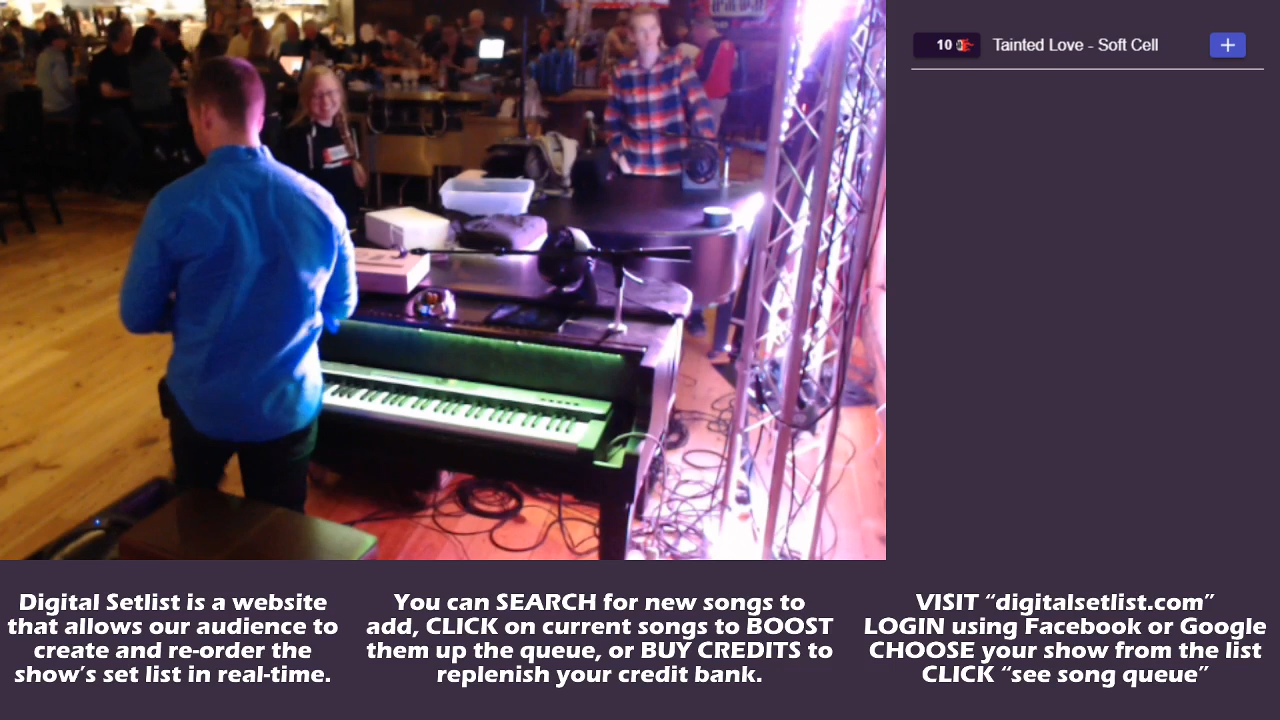 10 Tainted Love - Soft Cell +
Digital Setlist is a website
that allows our audience to
create and re-order the
show's set list in real-time.
You can SEARCH for new songs to
add, CLICK on current songs to BOOST
them up the queue, or BUY CREDITS to
replenish your credit bank.
VISIT “digitalsetlist.com”
LOGIN using Facebook or Google
CHOOSE your show from the list
CLICK “see song queue”